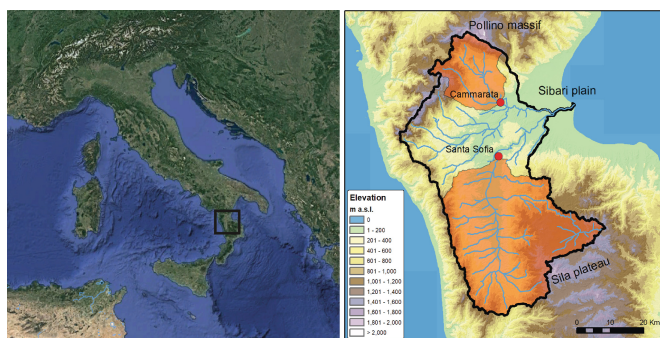 Pollino massif
Cammarata
Sibari plain
Santa Sofia
Sila plateau
Elevation
m a.s.l.
0
1 - 200
201 - 400
401 - 600
601 - 800
801 - 1,000
1,001 - 1,200
1,201 - 1,400
1,401 - 1,600
1,601 - 1,800
1,801 - 2,000
> 2,000
0
10
20 Km